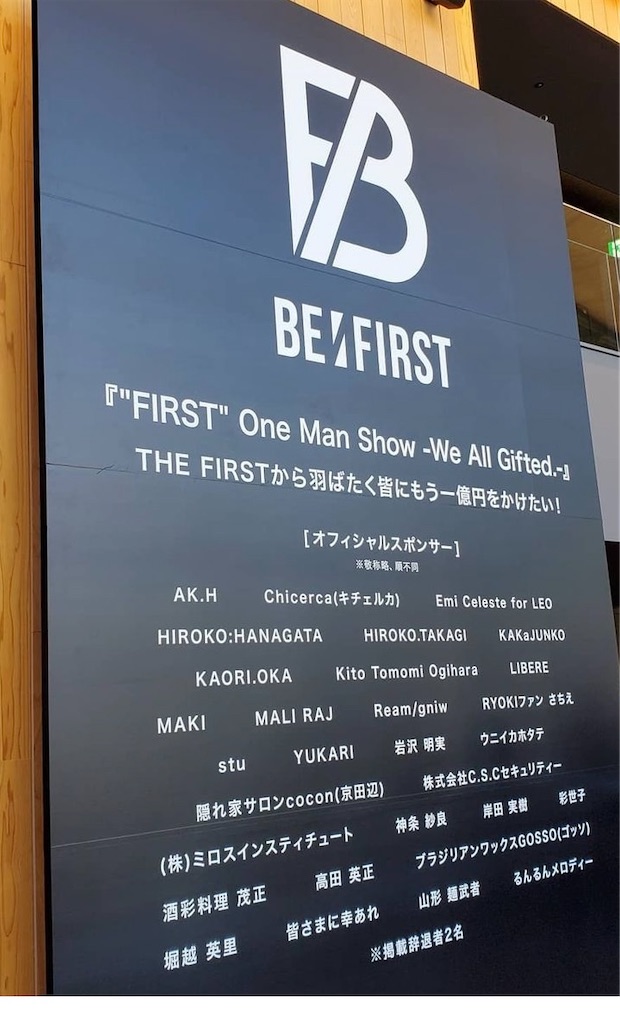 FB
BE:FIRST
『"FIRST" One Man Show -We All Gifted.-』
THE FIRSTから羽ばたく皆にもう一億円をかけたい!
[オフィシャルスポンサー]
※敬称略、順不同
AK.H Chicerca(キチェルカ) Emi Celeste for LEO
HIROKO:HANAGATA HIROKO.TAKAGI KAKaJUNKO
KAORI.OKA Kito Tomomi Ogihara LIBERE
MAKI MALI RAJ Ream/gniw RYOKIファン さちえ
stu YUKARI 岩沢 明実 ウニイカホタテ
隠れ家サロンcocon(京田辺) 株式会社C.S.Cセキュリティー
(株)ミロスインスティチュート 神条 紗良 岸田 実樹 彩世子
酒彩料理 茂正 高田 英正 ブラジリアンワックスGOSSO(ゴッソ)
堀越 英里 皆さまに幸あれ 山形 麺武者 るんるんメロディー
※掲載辞退者2名